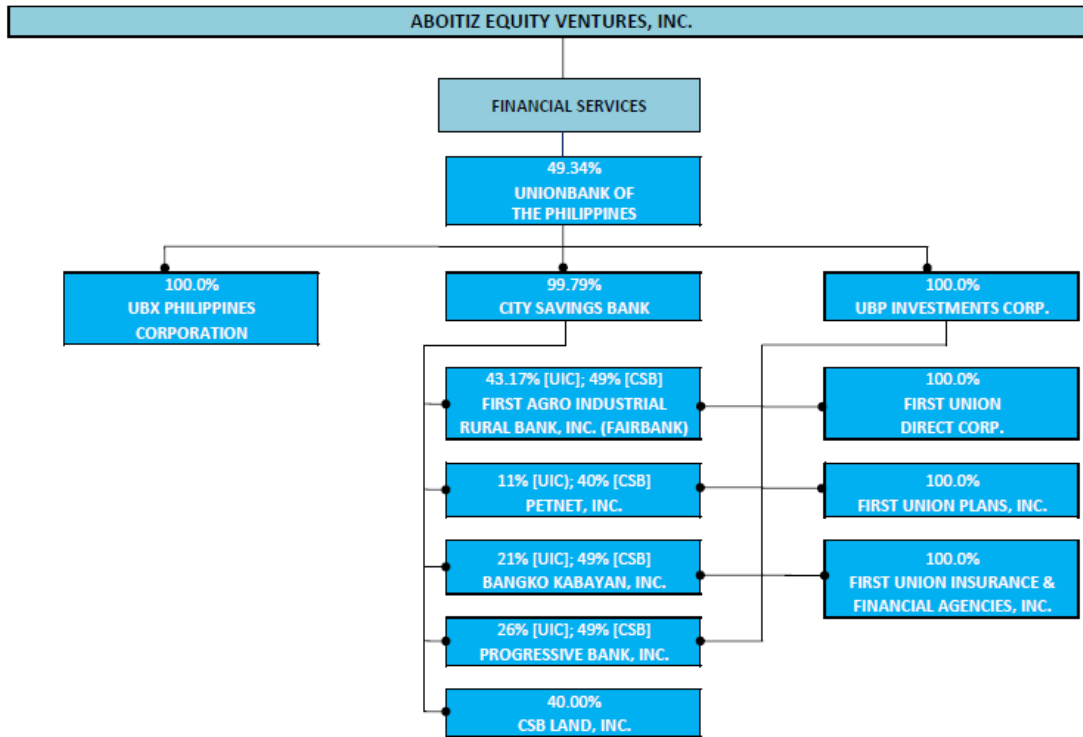 ABOITIZ EQUITY VENTURES, INC.
FINANCIAL SERVICES
49.34%
UNIONBANK OF
THE PHILIPPINES
100.0%
UBX PHILIPPINES
CORPORATION
99.79%
CITY SAVINGS BANK
100.0%
UBP INVESTMENTS CORP.
43.17% [UIC]; 49% [CSB]
FIRST AGRO INDUSTRIAL
RURAL BANK, INC. (FAIRBANK)
100.0%
FIRST UNION
DIRECT CORP.
11% [UIC); 40% [CSB]
PETNET, INC.
100.0%
FIRST UNION PLANS, INC.
21% [UIC]; 49% [CSB]
BANGKO KABAYAN, INC.
100.0%
FIRST UNION INSURANCE &
FINANCIAL AGENCIES, INC.
26% [UIC]; 49% [CSB]
PROGRESSIVE BANK, INC.
40.00%
CSB LAND, INC.